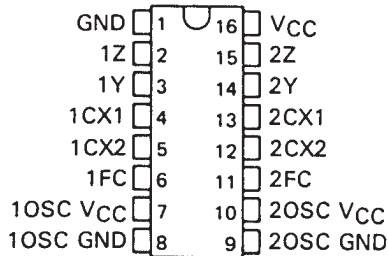 GND 1 16 VCC
1Z 2 15 2Z
1Y 3 14 2Y
1CX1 4 13 2CX1
1CX2 5 12 2CX2
1FC 6 11 2FC
1OSC VCC 7 10 2OSC VCC
1OSC GND 8 9 2OSC GND